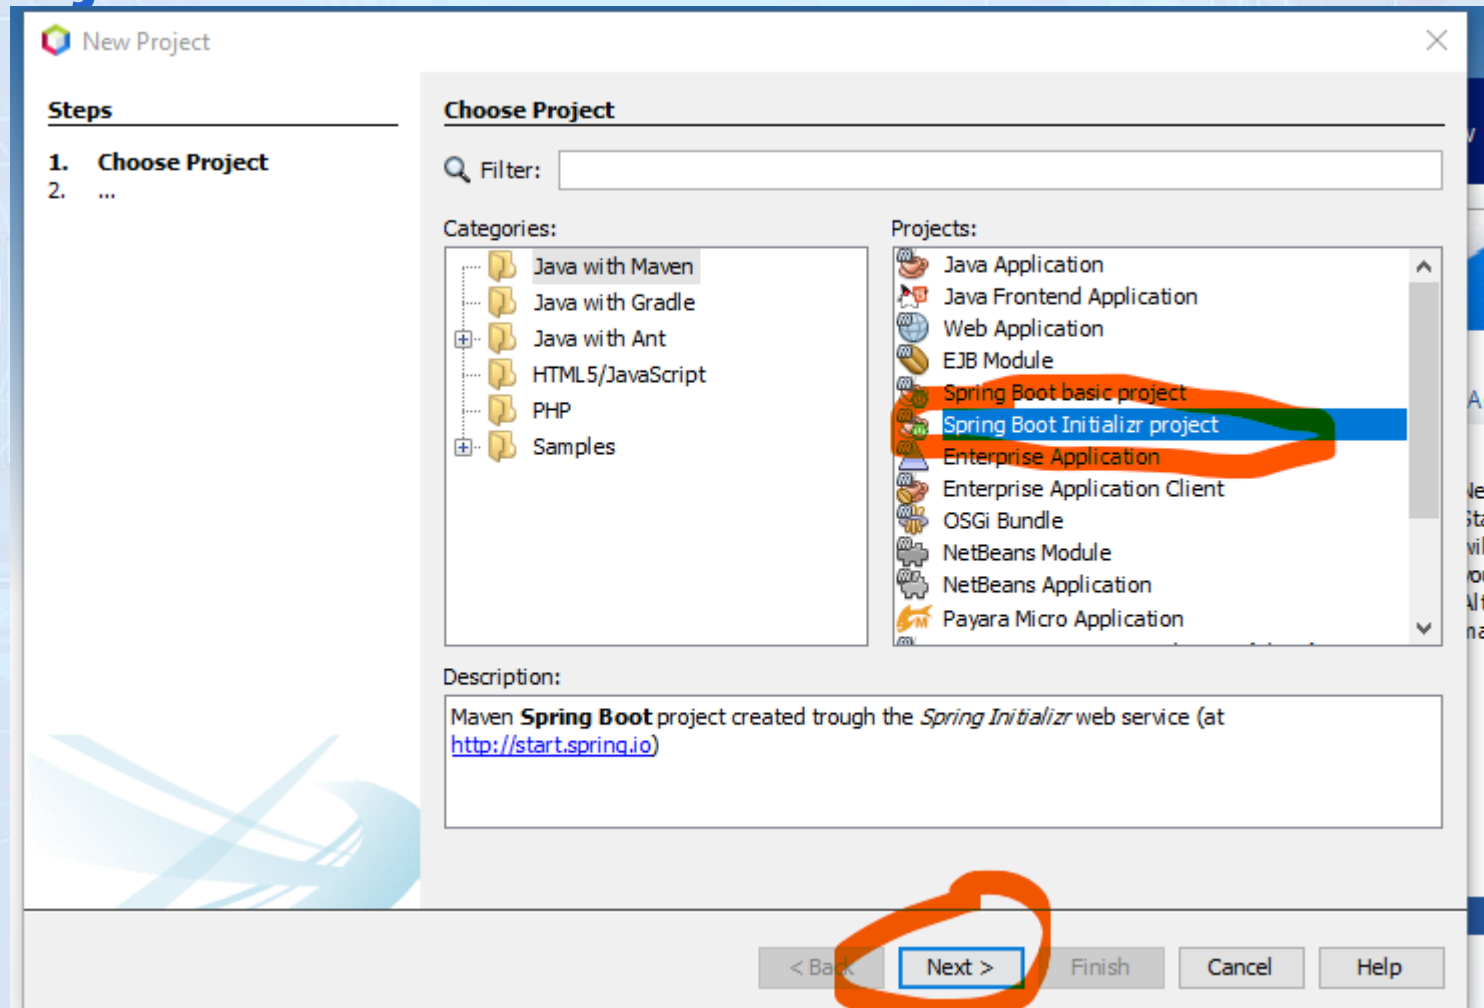 New Project
Steps
1. Choose Project
2. ...
Choose Project
Filter:
Categories:
Java with Maven
Java with Gradle
Java with Ant
HTML5/JavaScript
PHP
Samples
Projects:
Java Application
Java Frontend Application
Web Application
EJB Module
Spring Boot basic project
Spring Boot Initializr project
Enterprise Application
Enterprise Application Client
OSGi Bundle
NetBeans Module
NetBeans Application
Payara Micro Application
Description:
Maven Spring Boot project created trough the Spring Initializr web service (at
http://start.spring.io)
< Back
Next >
Finish
Cancel
Help